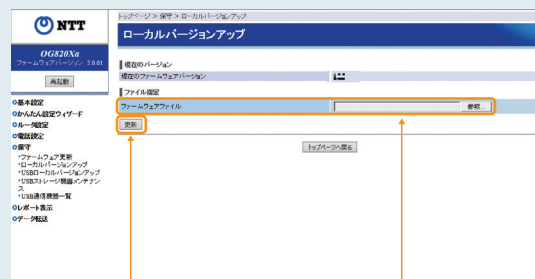 NTT
OG820Xa
ファームウェアバージョン 2.0.01
再起動
基本設定
かんたん設定ウィザード
ルータ設定
電話設定
保守
・ファームウェア更新
・ローカルバージョンアップ
・USBローカルバージョンアップ
・USBストレージ機器メンテナン
ス
・USB通信機器一覧
レポート表示
データ転送
トップページ > 保守 > ローカルバージョンアップ
ローカルバージョンアップ
現在のバージョン
現在のファームウェアバージョン
ファイル指定
ファームウェアファイル
参照...
更新
トップページへ戻る